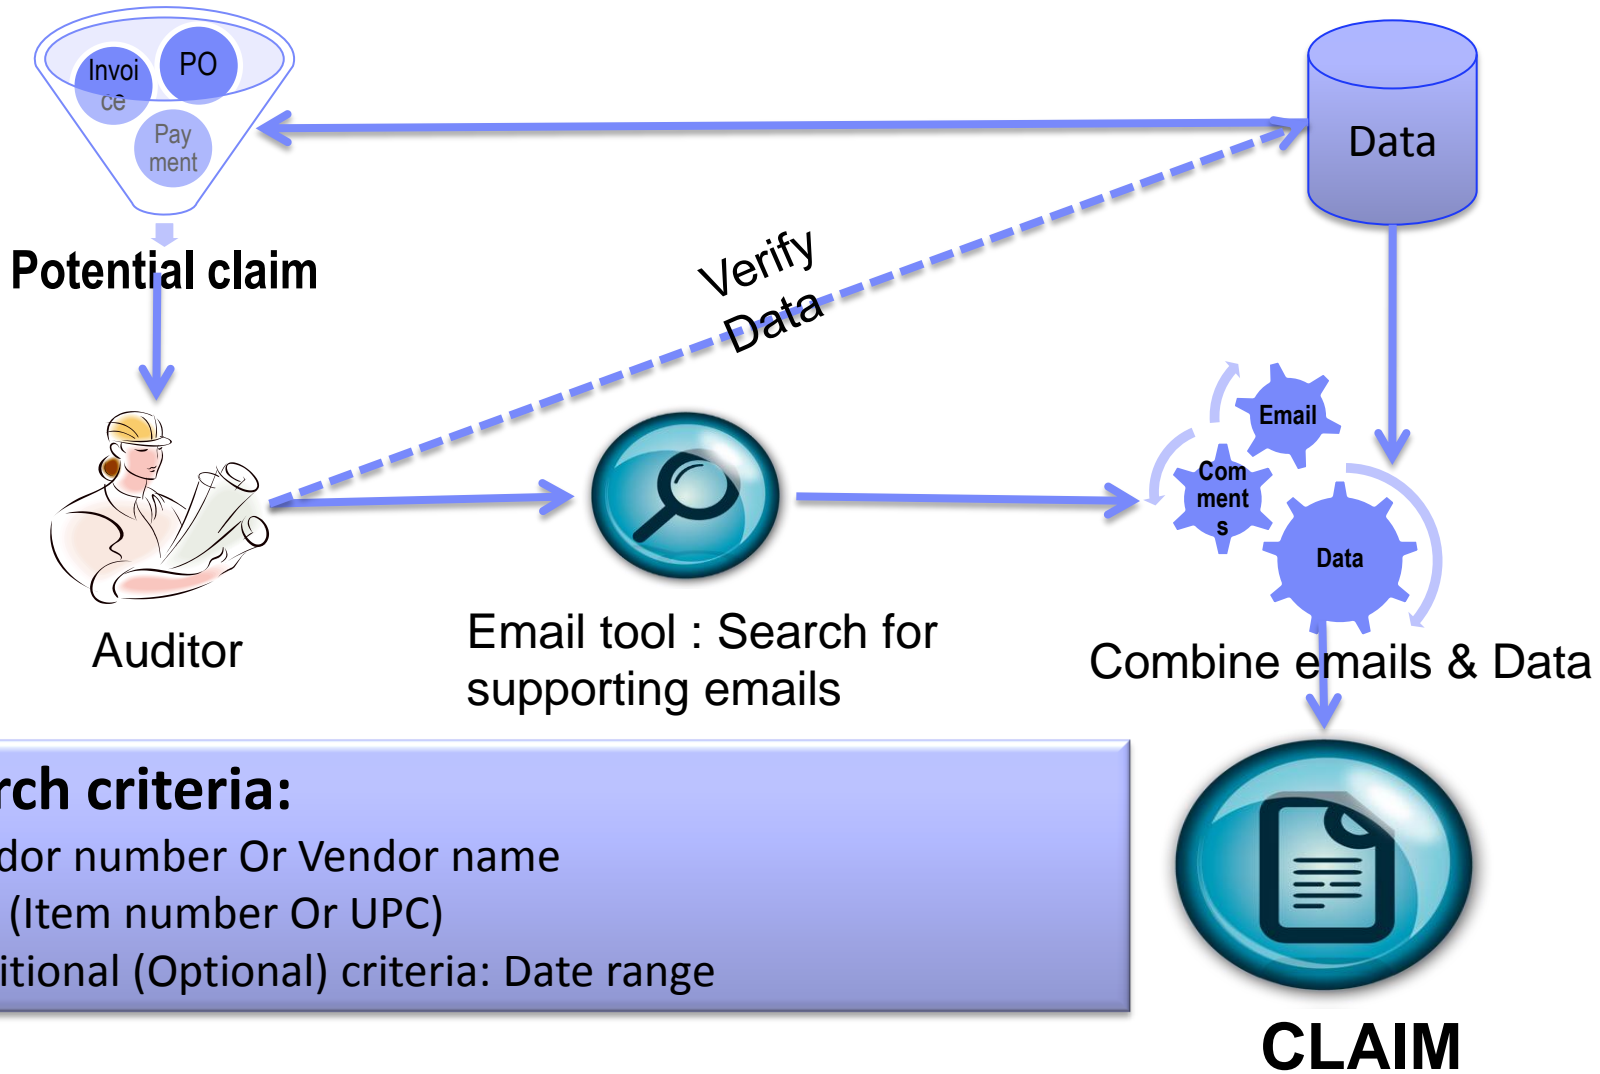 Invoi
ce
PO
Pay
ment
Data
Potential claim
Verify
Data
Email
Com
ment
s
Data
Auditor
Email tool : Search for
supporting emails
Combine emails & Data
rch criteria:
dor number Or Vendor name
(Item number Or UPC)
itional (Optional) criteria: Date range
CLAIM